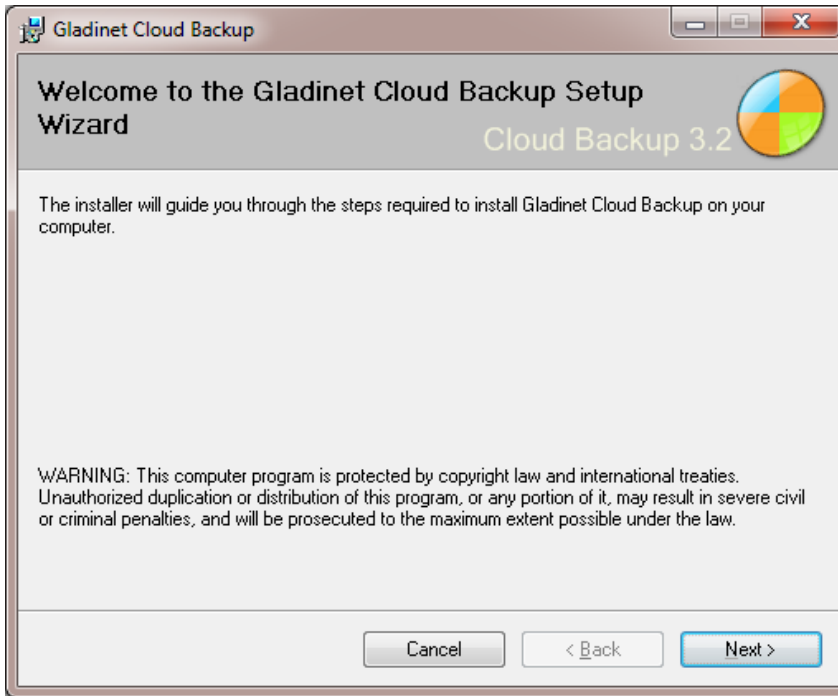 Gladinet Cloud Backup
Welcome to the Gladinet Cloud Backup Setup
Wizard
Cloud Backup 3.2
The installer will guide you through the steps required to install Gladinet Cloud Backup on your
computer.
WARNING: This computer program is protected by copyright law and international treaties.
Unauthorized duplication or distribution of this program, or any portion of it, may result in severe civil
or criminal penalties, and will be prosecuted to the maximum extent possible under the law.
Cancel
< Back
Next >